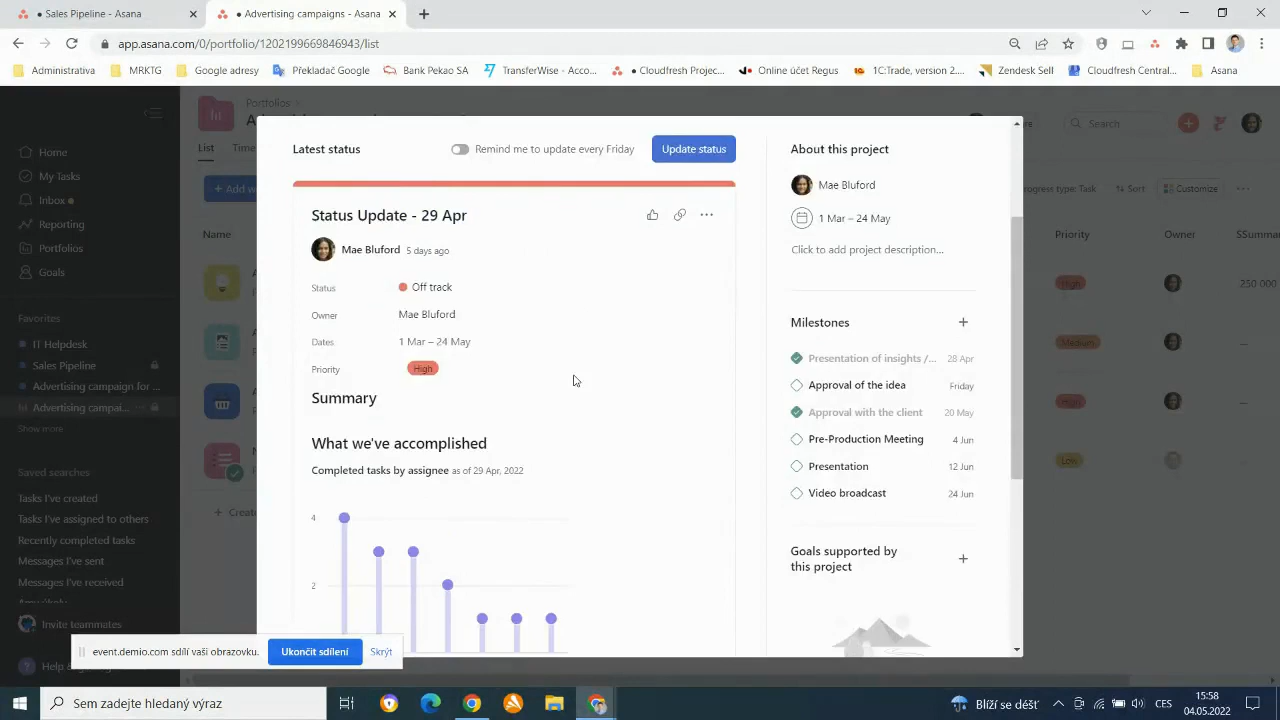 Sales Pipeline - Asana
Advertising campaigns - Asana
app.asana.com/0/portfolio/1202199669846943/list
Administrativa
MRKTG
Google adresy
Překladač Google
Bank Pekao SA
TransferWise - Acco...
Cloudfresh Projec...
Online účet Regus
1C:Trade, version 2....
Zendesk Sell
Cloudfresh Central...
Asana
Portfolios
List
Search
Sort
Customize
Home
My Tasks
Inbox
Reporting
Portfolios
Goals
Favorites
IT Helpdesk
Sales Pipeline
Advertising campaign for ...
Advertising campai...
Show more
Saved searches
Tasks I've created
Tasks I've assigned to others
Recently completed tasks
Messages I've sent
Messages I've received
Invite teammates
Name
Latest status
Remind me to update every Friday
Update status
Status Update - 29 Apr
Mae Bluford 5 days ago
Status Off track
Owner Mae Bluford
Dates 1 Mar – 24 May
Priority High
Summary
What we've accomplished
Completed tasks by assignee as of 29 Apr, 2022
4
2
About this project
Mae Bluford
1 Mar – 24 May
Click to add project description...
Milestones
Presentation of insights /... 28 Apr
Approval of the idea Friday
Approval with the client 20 May
Pre-Production Meeting 4 Jun
Presentation 12 Jun
Video broadcast 24 Jun
Goals supported by
this project
Priority
Owner
High
250 000
Medium
High
Low
event.demio.com sdílí vaši obrazovku.
Ukončit sdílení
Skrýt
Sem zadejte hledaný výraz
Blíží se déšť
CES
15:58
04.05.2022